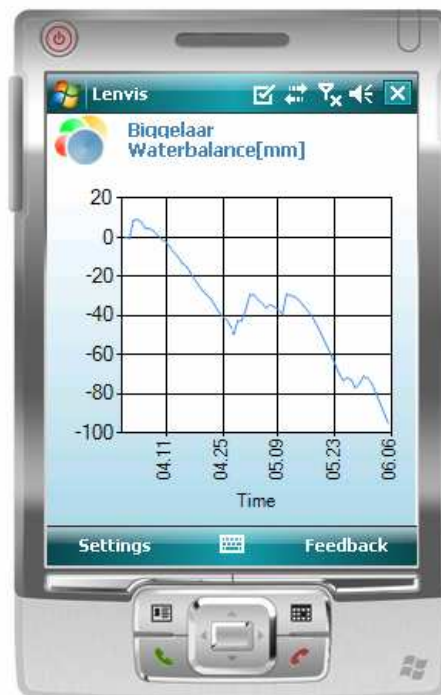 Lenvis
Biggelaar
Waterbalance[mm]
20
0
-20
-40
-60
-80
-100
04.11
04.25
05.09
05.23
06.06
Time
Settings
Feedback